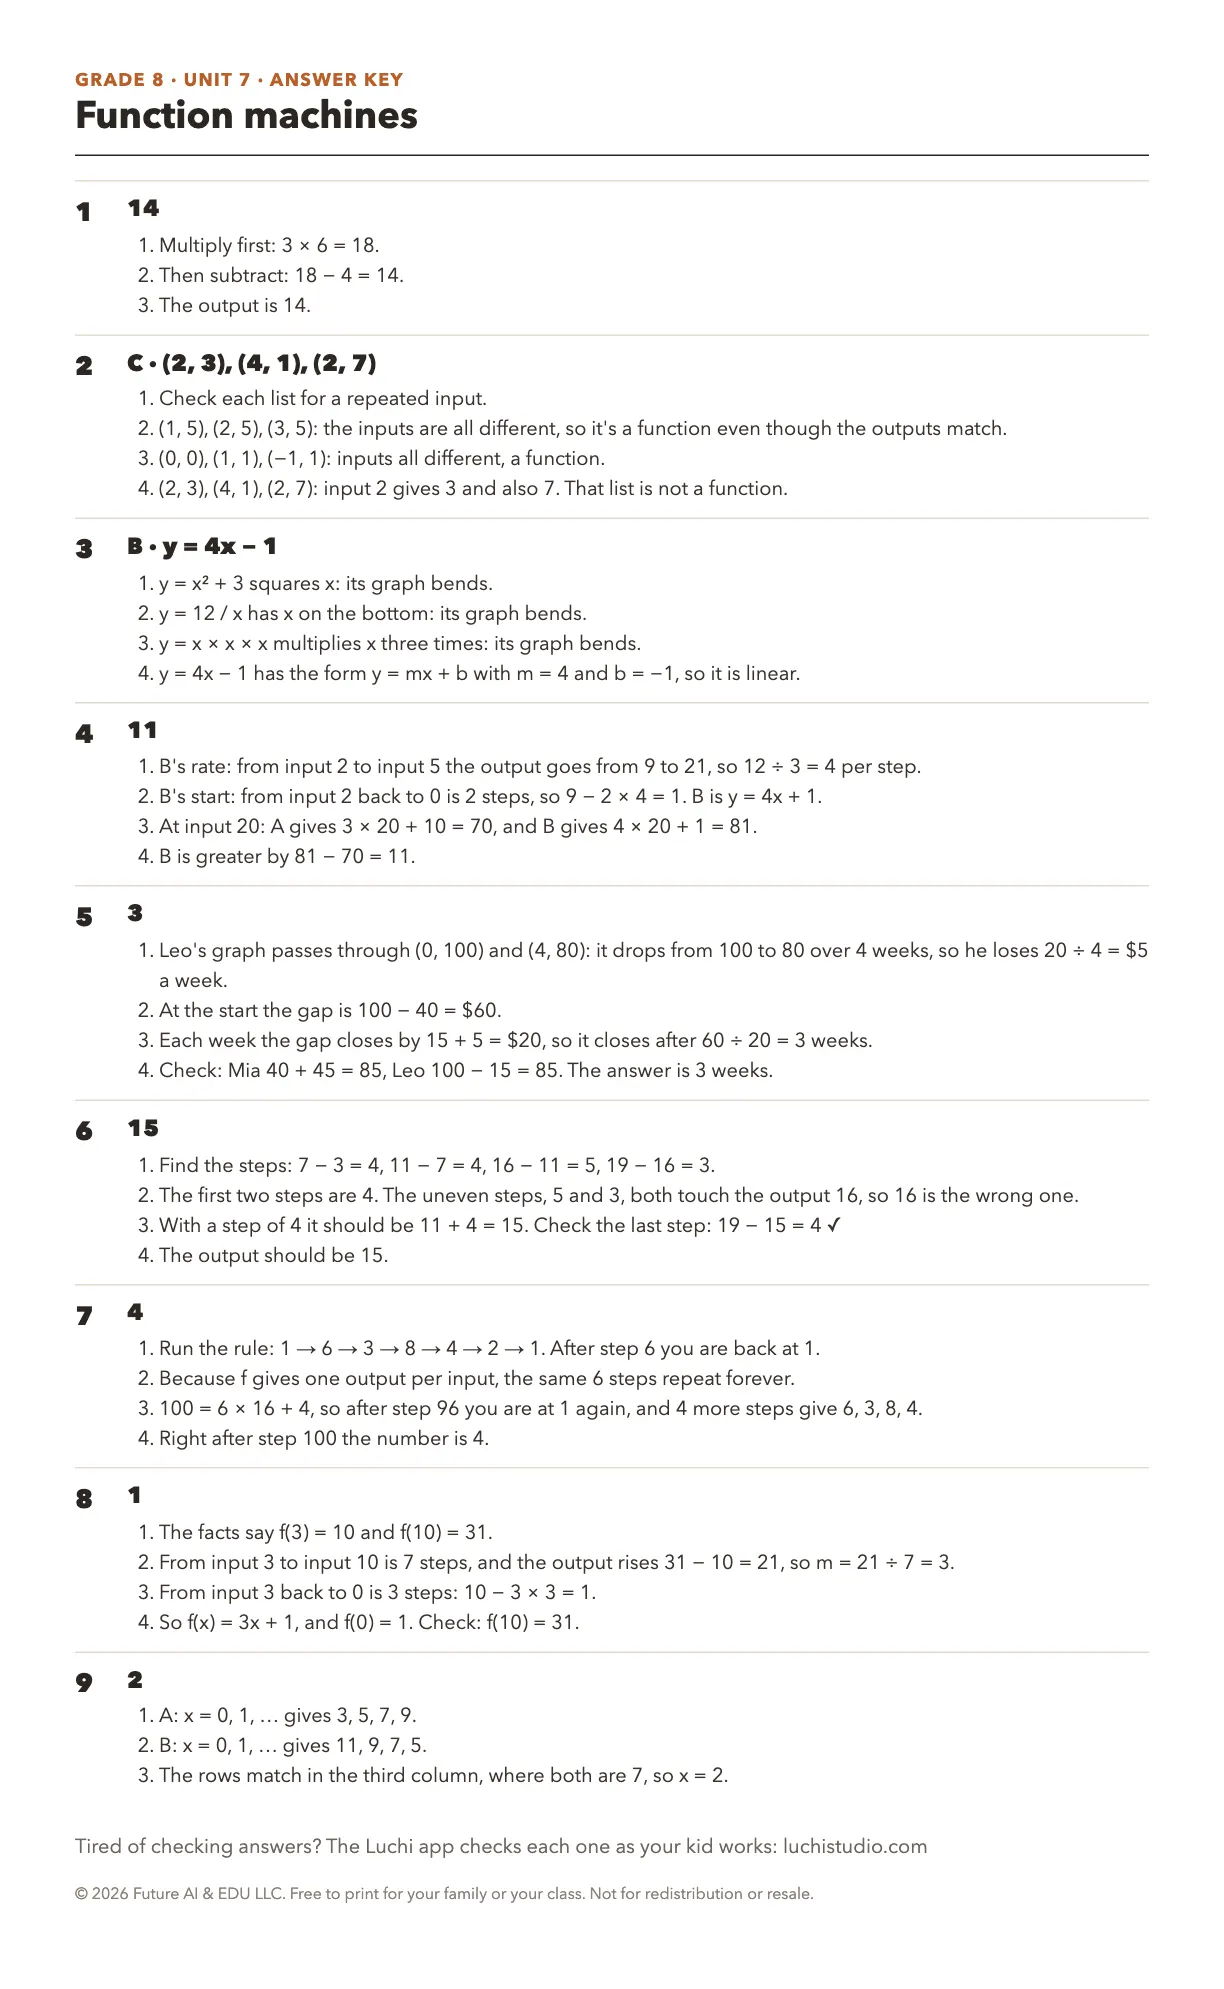 GRADE 8 · UNIT 7 · ANSWER KEY
Function machines
1 14
1. Multiply first: 3 × 6 = 18.
2. Then subtract: 18 − 4 = 14.
3. The output is 14.
2 C · (2, 3), (4, 1), (2, 7)
1. Check each list for a repeated input.
2. (1, 5), (2, 5), (3, 5): the inputs are all different, so it's a function even though the outputs match.
3. (0, 0), (1, 1), (−1, 1): inputs all different, a function.
4. (2, 3), (4, 1), (2, 7): input 2 gives 3 and also 7. That list is not a function.
3 B · y = 4x − 1
1. y = x² + 3 squares x: its graph bends.
2. y = 12 / x has x on the bottom: its graph bends.
3. y = x × x × x multiplies x three times: its graph bends.
4. y = 4x − 1 has the form y = mx + b with m = 4 and b = −1, so it is linear.
4 11
1. B's rate: from input 2 to input 5 the output goes from 9 to 21, so 12 ÷ 3 = 4 per step.
2. B's start: from input 2 back to 0 is 2 steps, so 9 − 2 × 4 = 1. B is y = 4x + 1.
3. At input 20: A gives 3 × 20 + 10 = 70, and B gives 4 × 20 + 1 = 81.
4. B is greater by 81 − 70 = 11.
5 3
1. Leo's graph passes through (0, 100) and (4, 80): it drops from 100 to 80 over 4 weeks, so he loses 20 ÷ 4 = $5
a week.
2. At the start the gap is 100 − 40 = $60.
3. Each week the gap closes by 15 + 5 = $20, so it closes after 60 ÷ 20 = 3 weeks.
4. Check: Mia 40 + 45 = 85, Leo 100 − 15 = 85. The answer is 3 weeks.
6 15
1. Find the steps: 7 − 3 = 4, 11 − 7 = 4, 16 − 11 = 5, 19 − 16 = 3.
2. The first two steps are 4. The uneven steps, 5 and 3, both touch the output 16, so 16 is the wrong one.
3. With a step of 4 it should be 11 + 4 = 15. Check the last step: 19 − 15 = 4 ✓
4. The output should be 15.
7 4
1. Run the rule: 1 → 6 → 3 → 8 → 4 → 2 → 1. After step 6 you are back at 1.
2. Because f gives one output per input, the same 6 steps repeat forever.
3. 100 = 6 × 16 + 4, so after step 96 you are at 1 again, and 4 more steps give 6, 3, 8, 4.
4. Right after step 100 the number is 4.
8 1
1. The facts say f(3) = 10 and f(10) = 31.
2. From input 3 to input 10 is 7 steps, and the output rises 31 − 10 = 21, so m = 21 ÷ 7 = 3.
3. From input 3 back to 0 is 3 steps: 10 − 3 × 3 = 1.
4. So f(x) = 3x + 1, and f(0) = 1. Check: f(10) = 31.
9 2
1. A: x = 0, 1, … gives 3, 5, 7, 9.
2. B: x = 0, 1, … gives 11, 9, 7, 5.
3. The rows match in the third column, where both are 7, so x = 2.
Tired of checking answers? The Luchi app checks each one as your kid works: luchistudio.com
© 2026 Future AI & EDU LLC. Free to print for your family or your class. Not for redistribution or resale.